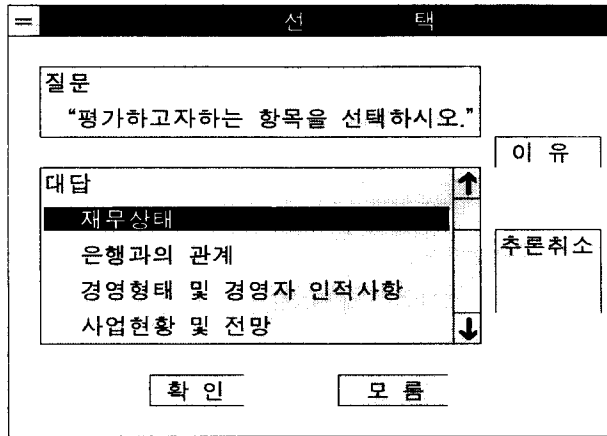 선 택
질문
“평가하고자하는 항목을 선택하시오.”
이 유
대답
재무상태
은행과의 관계
추론취소
경영형태 및 경영자 인적사항
사업현황 및 전망
확 인
모 름